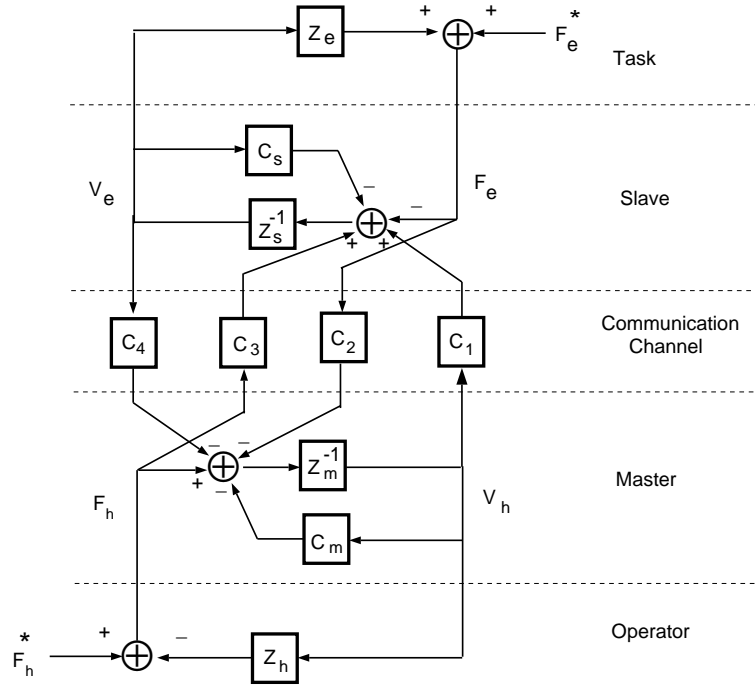 Z_e
+ +
F_e^*
Task
C_s
V_e
−
−
F_e
Slave
Z_s^{-1}
+ +
C_4
C_3
C_2
C_1
Communication
Channel
− −
Z_m^{-1}
+
−
Master
F_h
V_h
C_m
+
−
Operator
F_h^*
Z_h